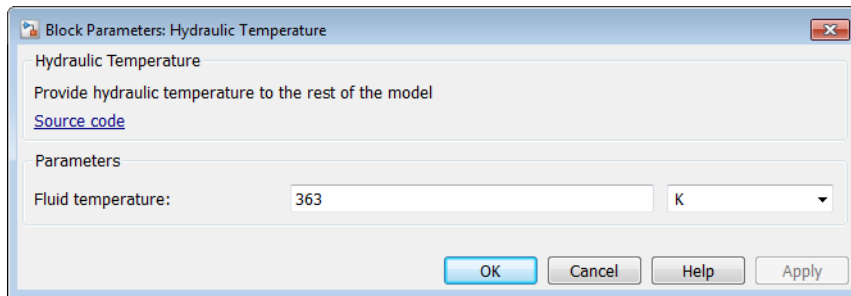 Block Parameters: Hydraulic Temperature
Hydraulic Temperature
Provide hydraulic temperature to the rest of the model
Source code
Parameters
Fluid temperature: 363 K
OK Cancel Help Apply